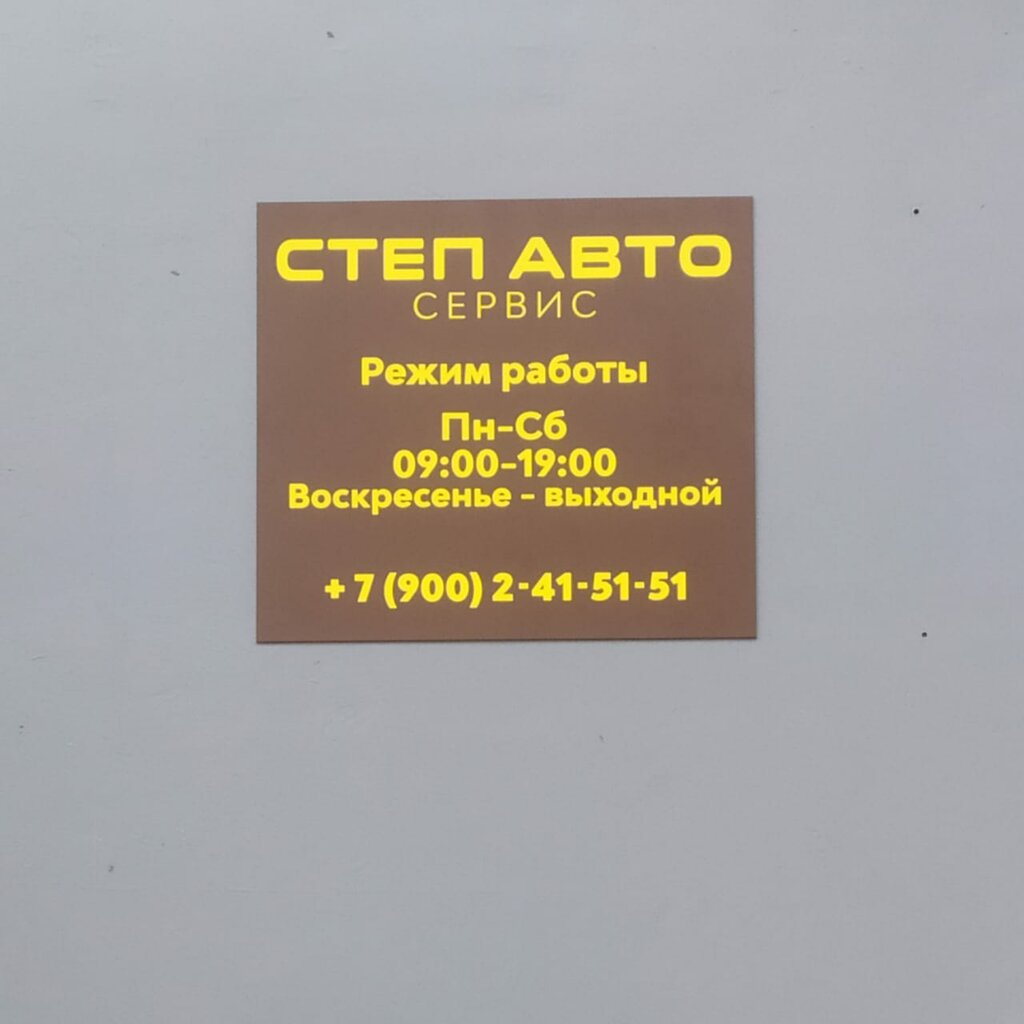 СТЕП АВТО
СЕРВИС
Режим работы
Пн-Сб
09:00-19:00
Воскресенье - выходной
+ 7 (900) 2-41-51-51